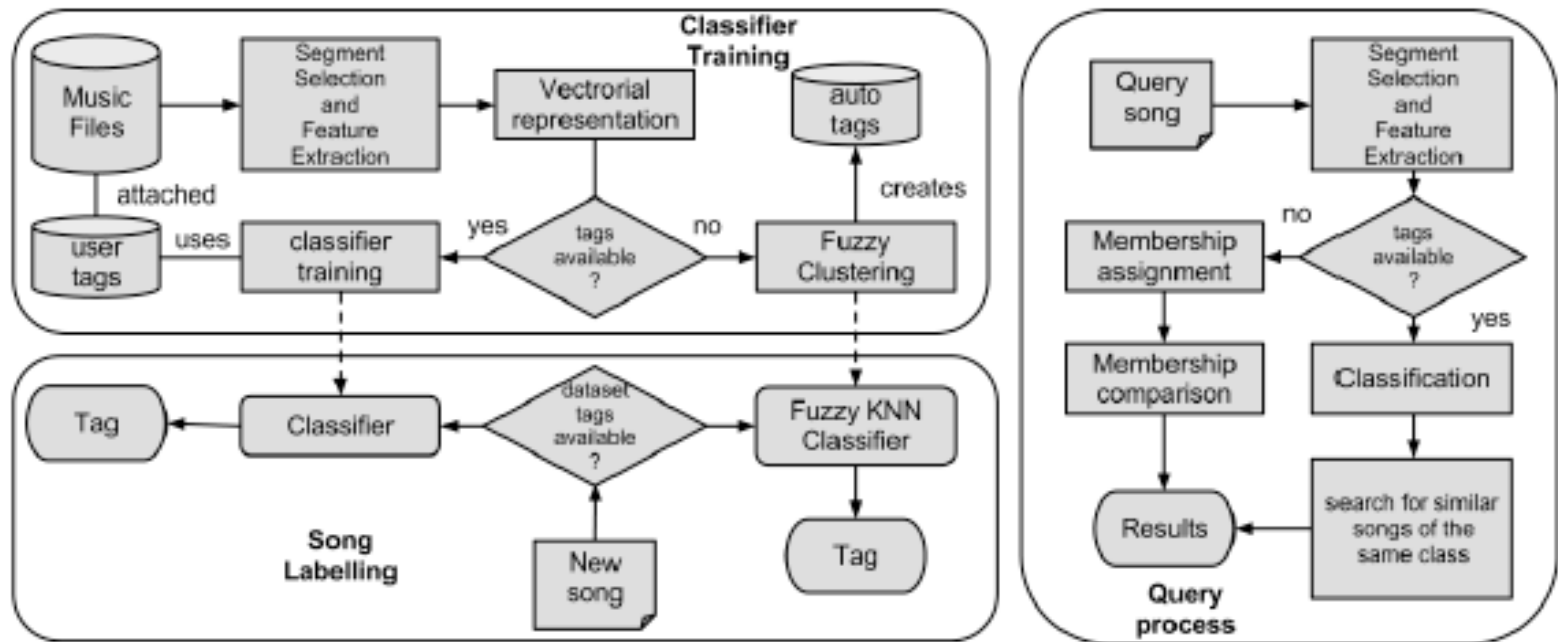 Classifier
Training
Music
Files
Segment
Selection
and
Feature
Extraction
Vectrorial
representation
auto
tags
attached
creates
user
tags
uses
classifier
training
yes
tags
available
?
no
Fuzzy
Clustering
Tag
Classifier
dataset
tags
available
?
Fuzzy KNN
Classifier
Song
Labelling
New
song
Tag
Query
song
Segment
Selection
and
Feature
Extraction
no
Membership
assignment
tags
available
?
yes
Membership
comparison
Classification
Results
search for similar
songs of the
same class
Query
process